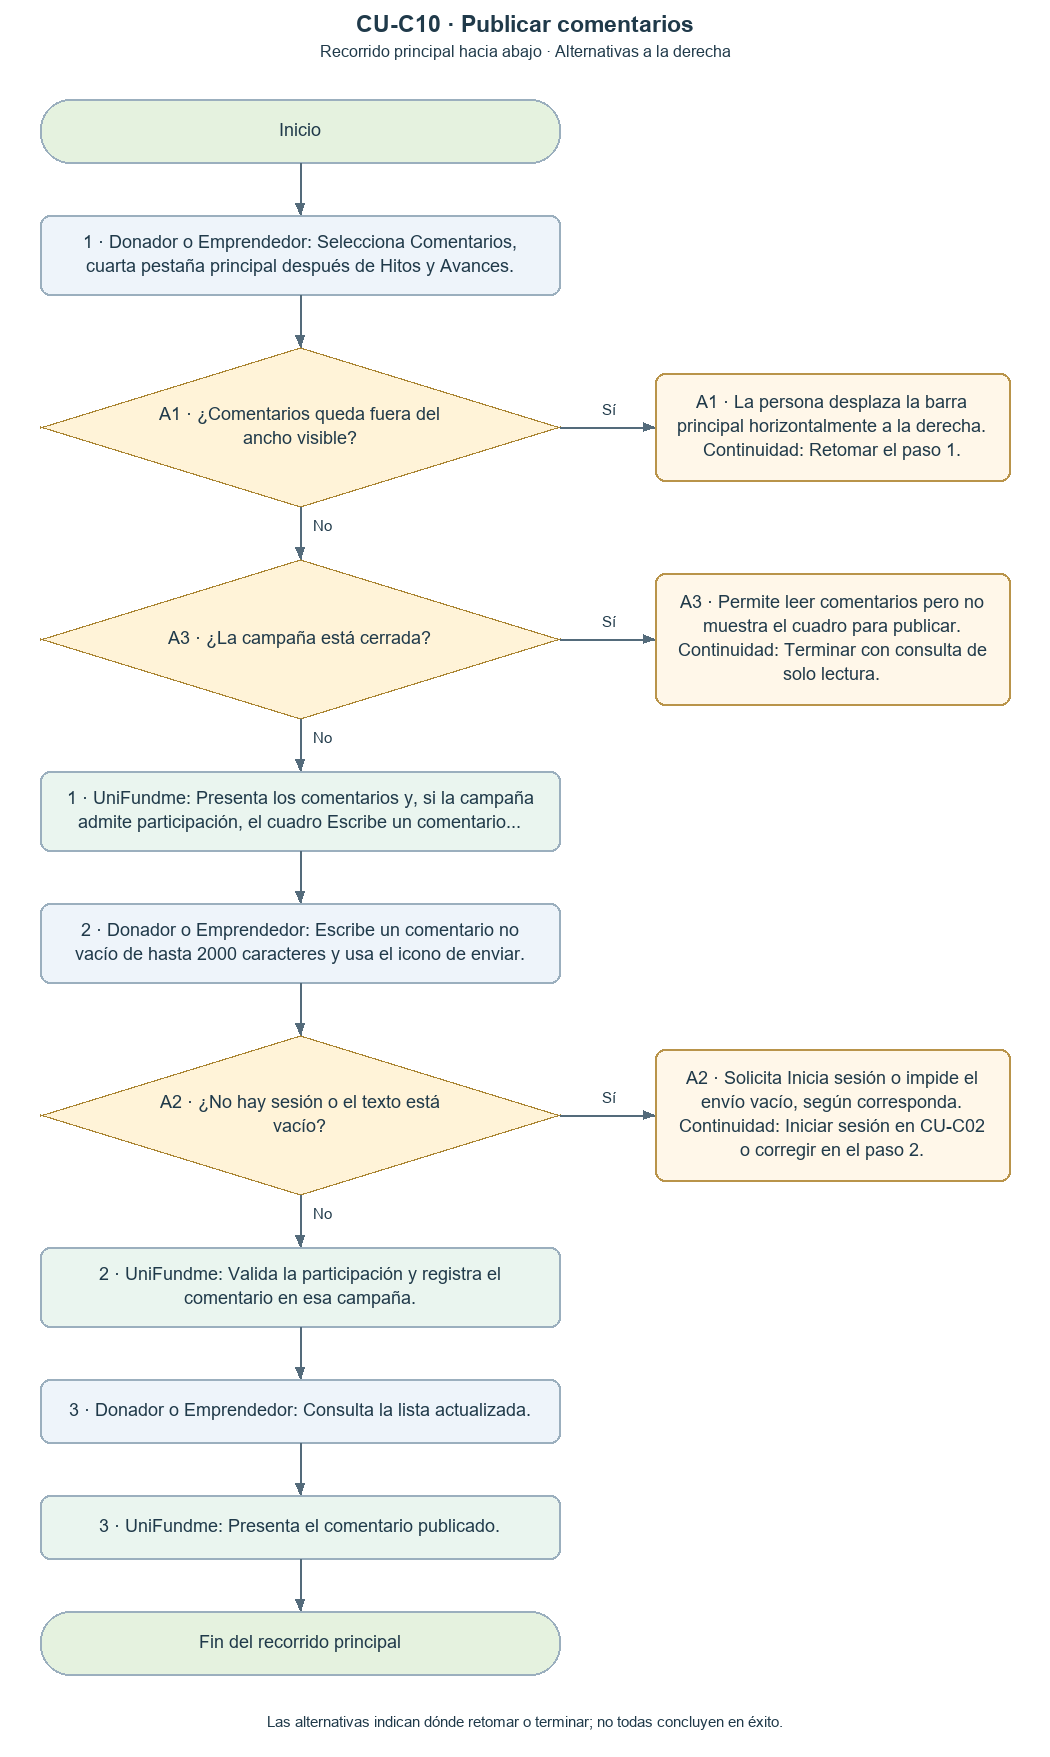 CU-C10 · Publicar comentarios
Recorrido principal hacia abajo · Alternativas a la derecha
Inicio
1 · Donador o Emprendedor: Selecciona Comentarios,
cuarta pestaña principal después de Hitos y Avances.
A1 · ¿Comentarios queda fuera del
ancho visible?
Sí
A1 · La persona desplaza la barra
principal horizontalmente a la derecha.
Continuidad: Retomar el paso 1.
No
A3 · ¿La campaña está cerrada?
Sí
A3 · Permite leer comentarios pero no
muestra el cuadro para publicar.
Continuidad: Terminar con consulta de
solo lectura.
No
1 · UniFundme: Presenta los comentarios y, si la campaña
admite participación, el cuadro Escribe un comentario...
2 · Donador o Emprendedor: Escribe un comentario no
vacío de hasta 2000 caracteres y usa el icono de enviar.
A2 · ¿No hay sesión o el texto está
vacío?
Sí
A2 · Solicita Inicia sesión o impide el
envío vacío, según corresponda.
Continuidad: Iniciar sesión en CU-C02
o corregir en el paso 2.
No
2 · UniFundme: Valida la participación y registra el
comentario en esa campaña.
3 · Donador o Emprendedor: Consulta la lista actualizada.
3 · UniFundme: Presenta el comentario publicado.
Fin del recorrido principal
Las alternativas indican dónde retomar o terminar; no todas concluyen en éxito.